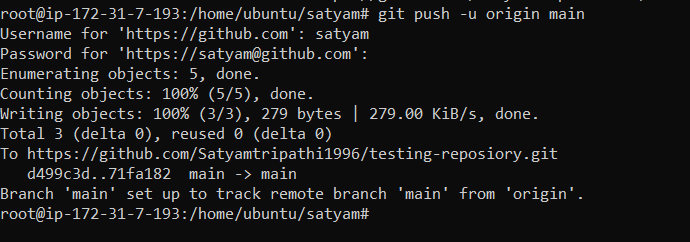 root@ip-172-31-7-193:/home/ubuntu/satyam# git push -u origin main
Username for 'https://github.com': satyam
Password for 'https://satyam@github.com':
Enumerating objects: 5, done.
Counting objects: 100% (5/5), done.
Writing objects: 100% (3/3), 279 bytes | 279.00 KiB/s, done.
Total 3 (delta 0), reused 0 (delta 0)
To https://github.com/Satyamtripathi1996/testing-reposiory.git
   d499c3d..71fa182  main -> main
Branch 'main' set up to track remote branch 'main' from 'origin'.
root@ip-172-31-7-193:/home/ubuntu/satyam#